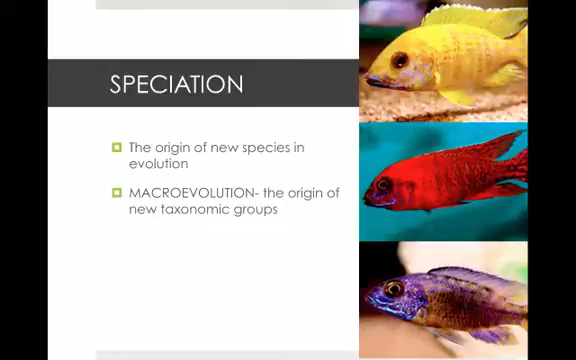 SPECIATION
The origin of new species in
evolution
MACROEVOLUTION- the origin of
new taxonomic groups